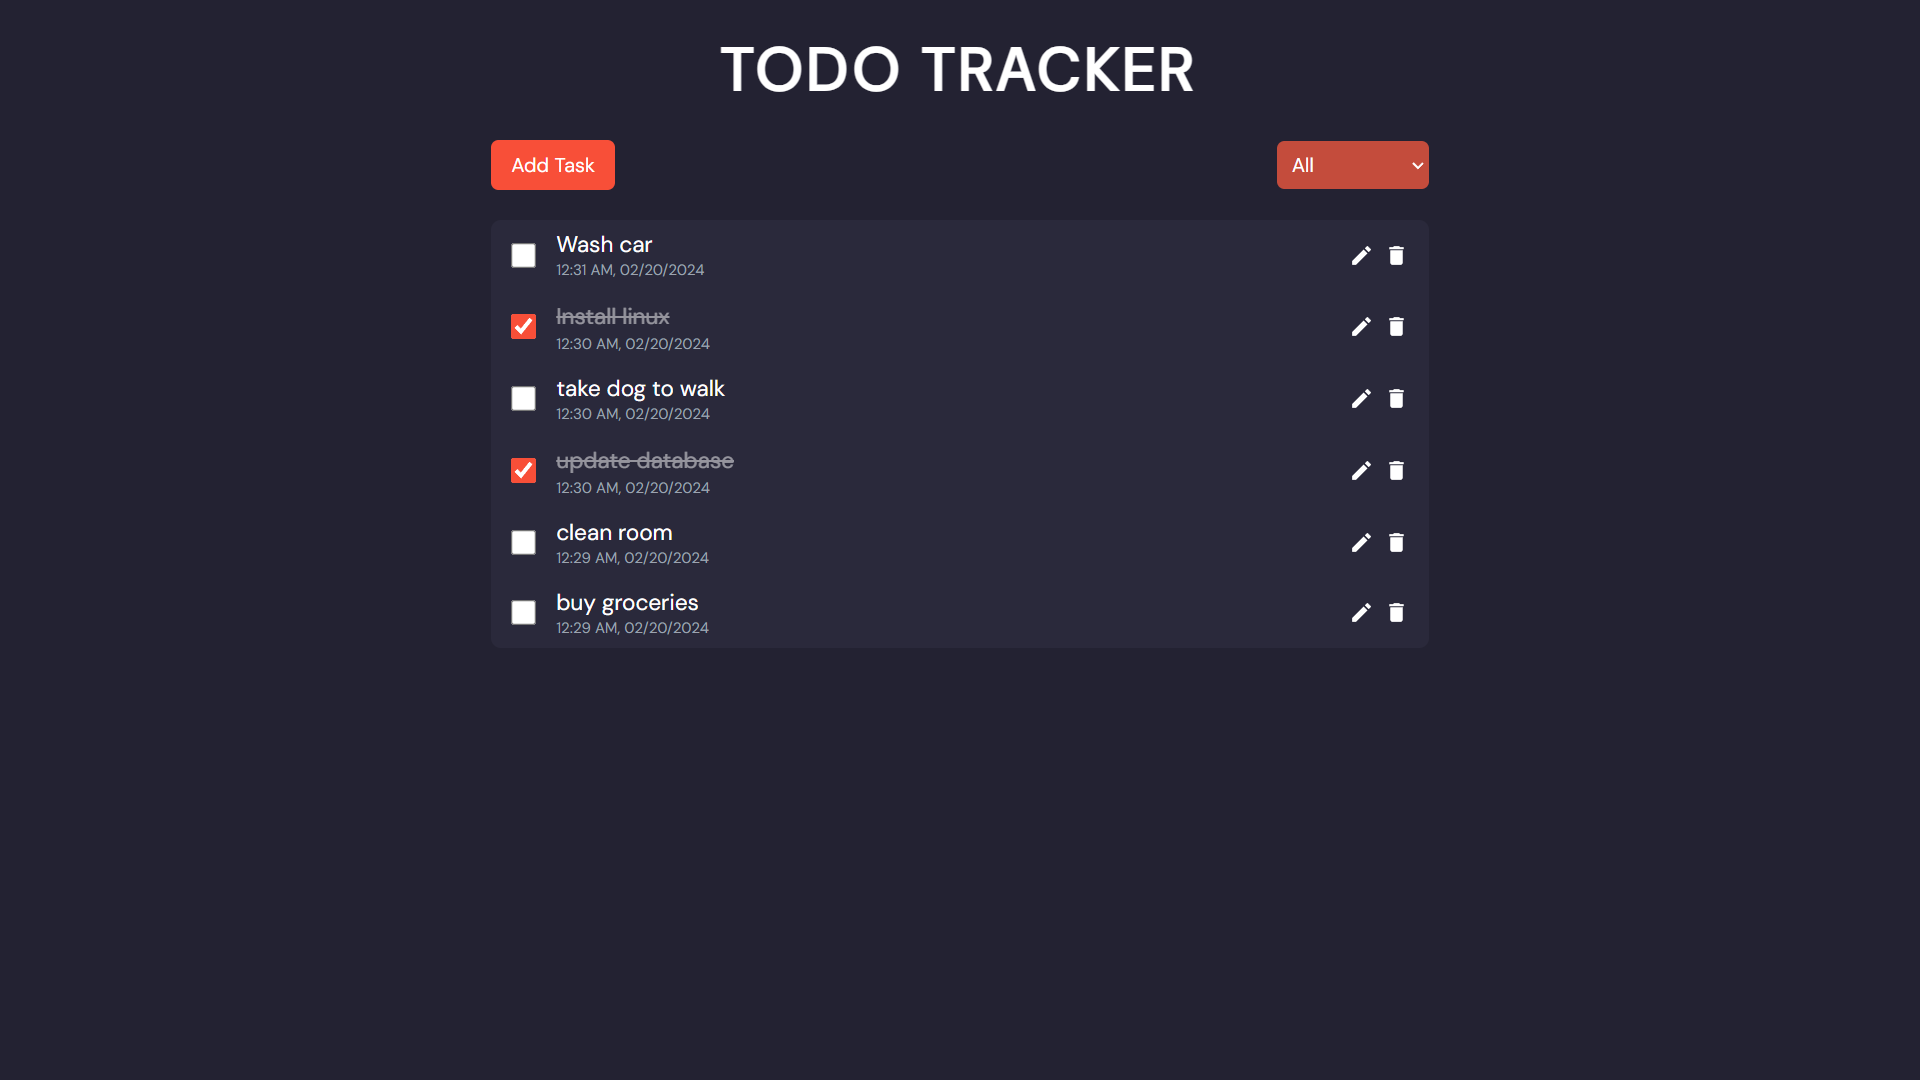 TODO TRACKER
Add Task
All
Wash car
12:31 AM, 02/20/2024
Install linux
12:30 AM, 02/20/2024
take dog to walk
12:30 AM, 02/20/2024
update database
12:30 AM, 02/20/2024
clean room
12:29 AM, 02/20/2024
buy groceries
12:29 AM, 02/20/2024